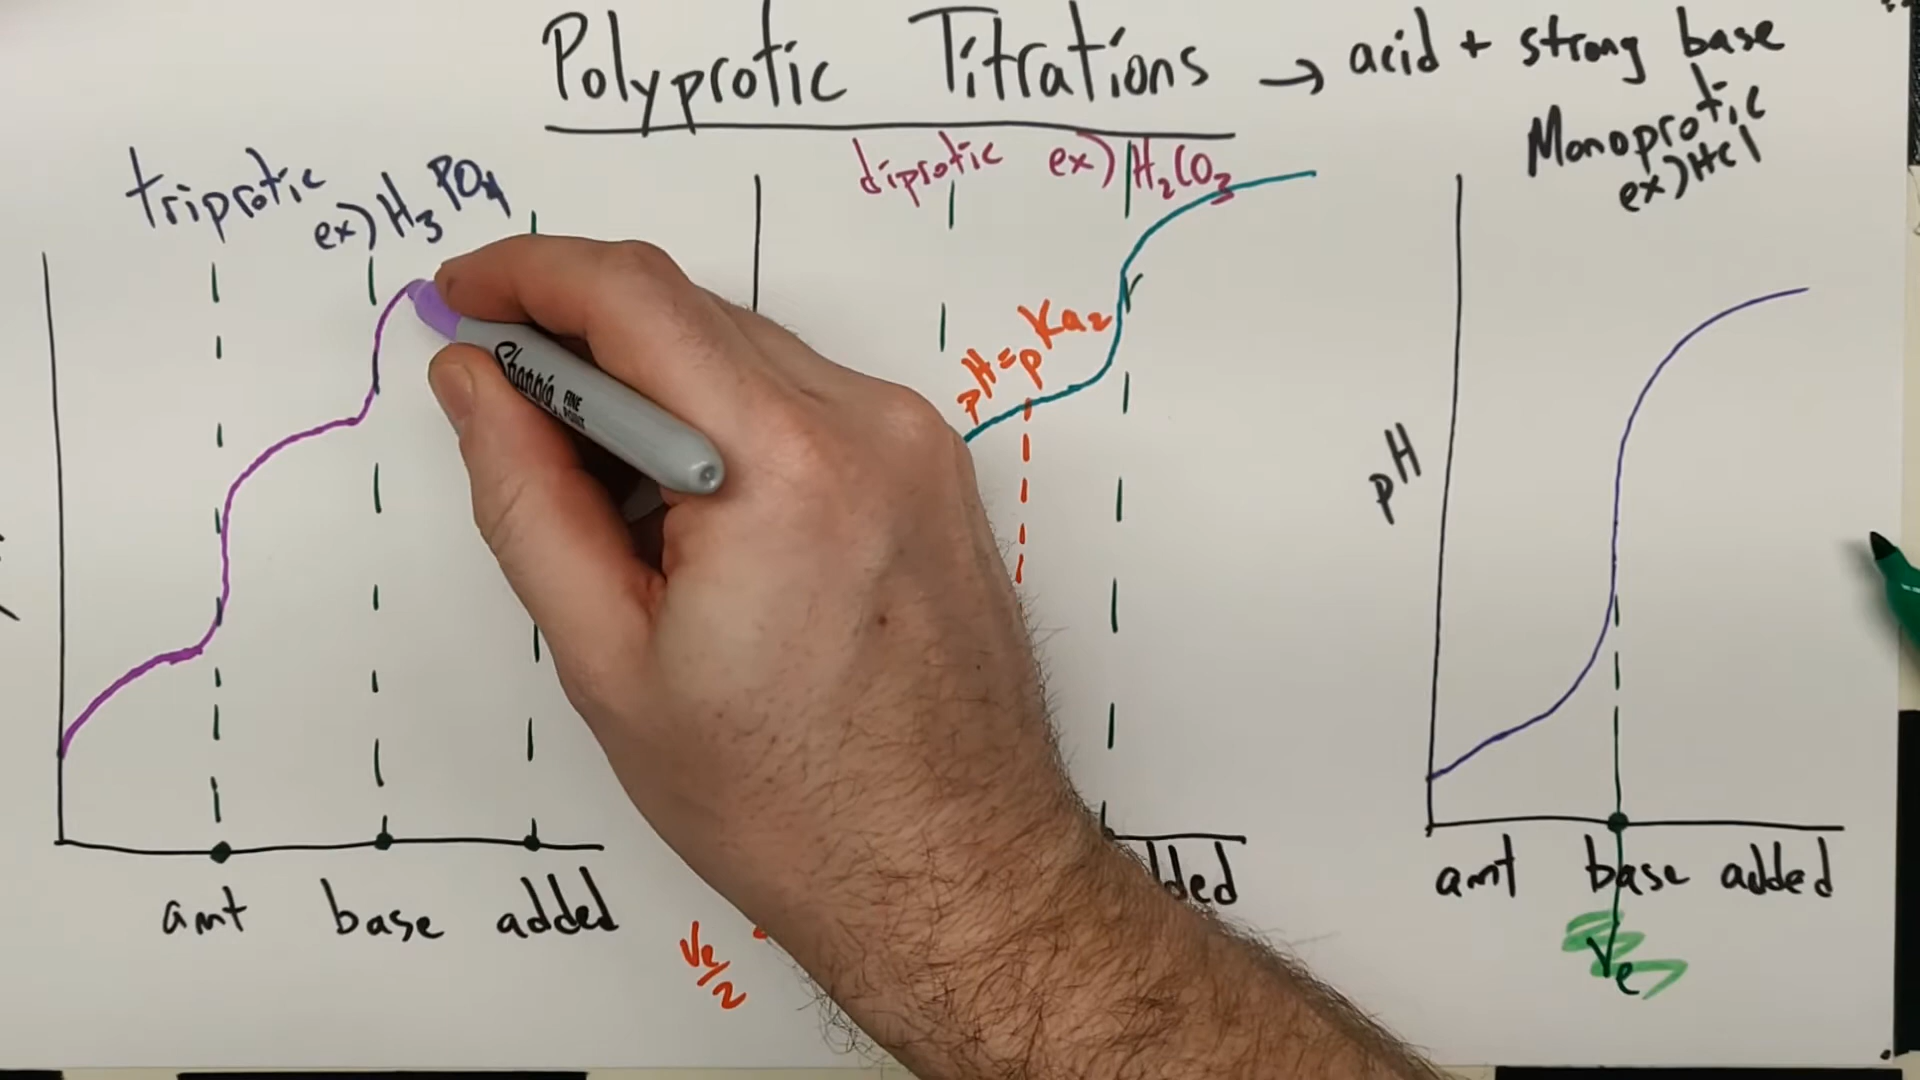 Polyprotic Titrations → acid + strong base
triprotic
ex) H₃PO₄
diprotic ex) H₂CO₃
Monoprotic
ex) HCl
pH = pKa₂
Sharpie
FINE
POINT
pH
amt base added
Ve/2
amt base added
Ve